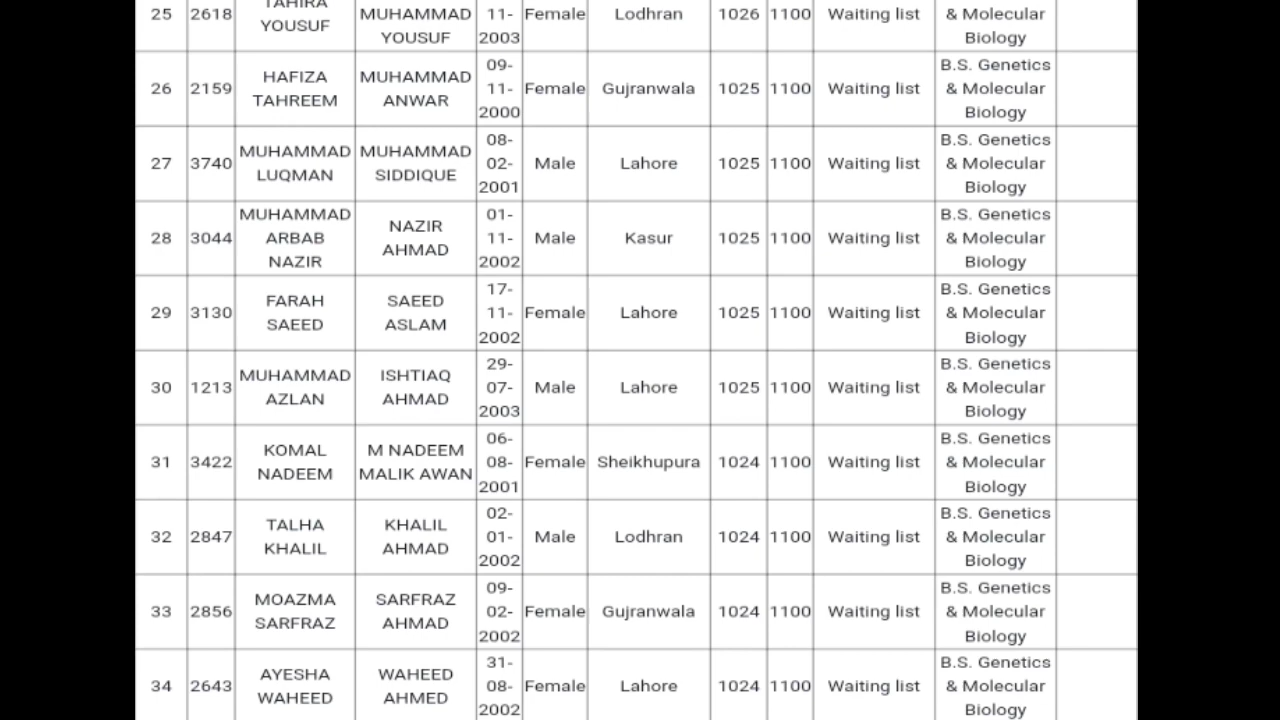 25 2618 TAHIRA YOUSUF MUHAMMAD YOUSUF 11-2003 Female Lodhran 1026 1100 Waiting list & Molecular Biology
26 2159 HAFIZA TAHREEM MUHAMMAD ANWAR 09-11-2000 Female Gujranwala 1025 1100 Waiting list B.S. Genetics & Molecular Biology
27 3740 MUHAMMAD LUQMAN MUHAMMAD SIDDIQUE 08-02-2001 Male Lahore 1025 1100 Waiting list B.S. Genetics & Molecular Biology
28 3044 MUHAMMAD ARBAB NAZIR NAZIR AHMAD 01-11-2002 Male Kasur 1025 1100 Waiting list B.S. Genetics & Molecular Biology
29 3130 FARAH SAEED SAEED ASLAM 17-11-2002 Female Lahore 1025 1100 Waiting list B.S. Genetics & Molecular Biology
30 1213 MUHAMMAD AZLAN ISHTIAQ AHMAD 29-07-2003 Male Lahore 1025 1100 Waiting list B.S. Genetics & Molecular Biology
31 3422 KOMAL NADEEM M NADEEM MALIK AWAN 06-08-2001 Female Sheikhupura 1024 1100 Waiting list B.S. Genetics & Molecular Biology
32 2847 TALHA KHALIL KHALIL AHMAD 02-01-2002 Male Lodhran 1024 1100 Waiting list B.S. Genetics & Molecular Biology
33 2856 MOAZMA SARFRAZ SARFRAZ AHMAD 09-02-2002 Female Gujranwala 1024 1100 Waiting list B.S. Genetics & Molecular Biology
34 2643 AYESHA WAHEED WAHEED AHMED 31-08-2002 Female Lahore 1024 1100 Waiting list B.S. Genetics & Molecular Biology